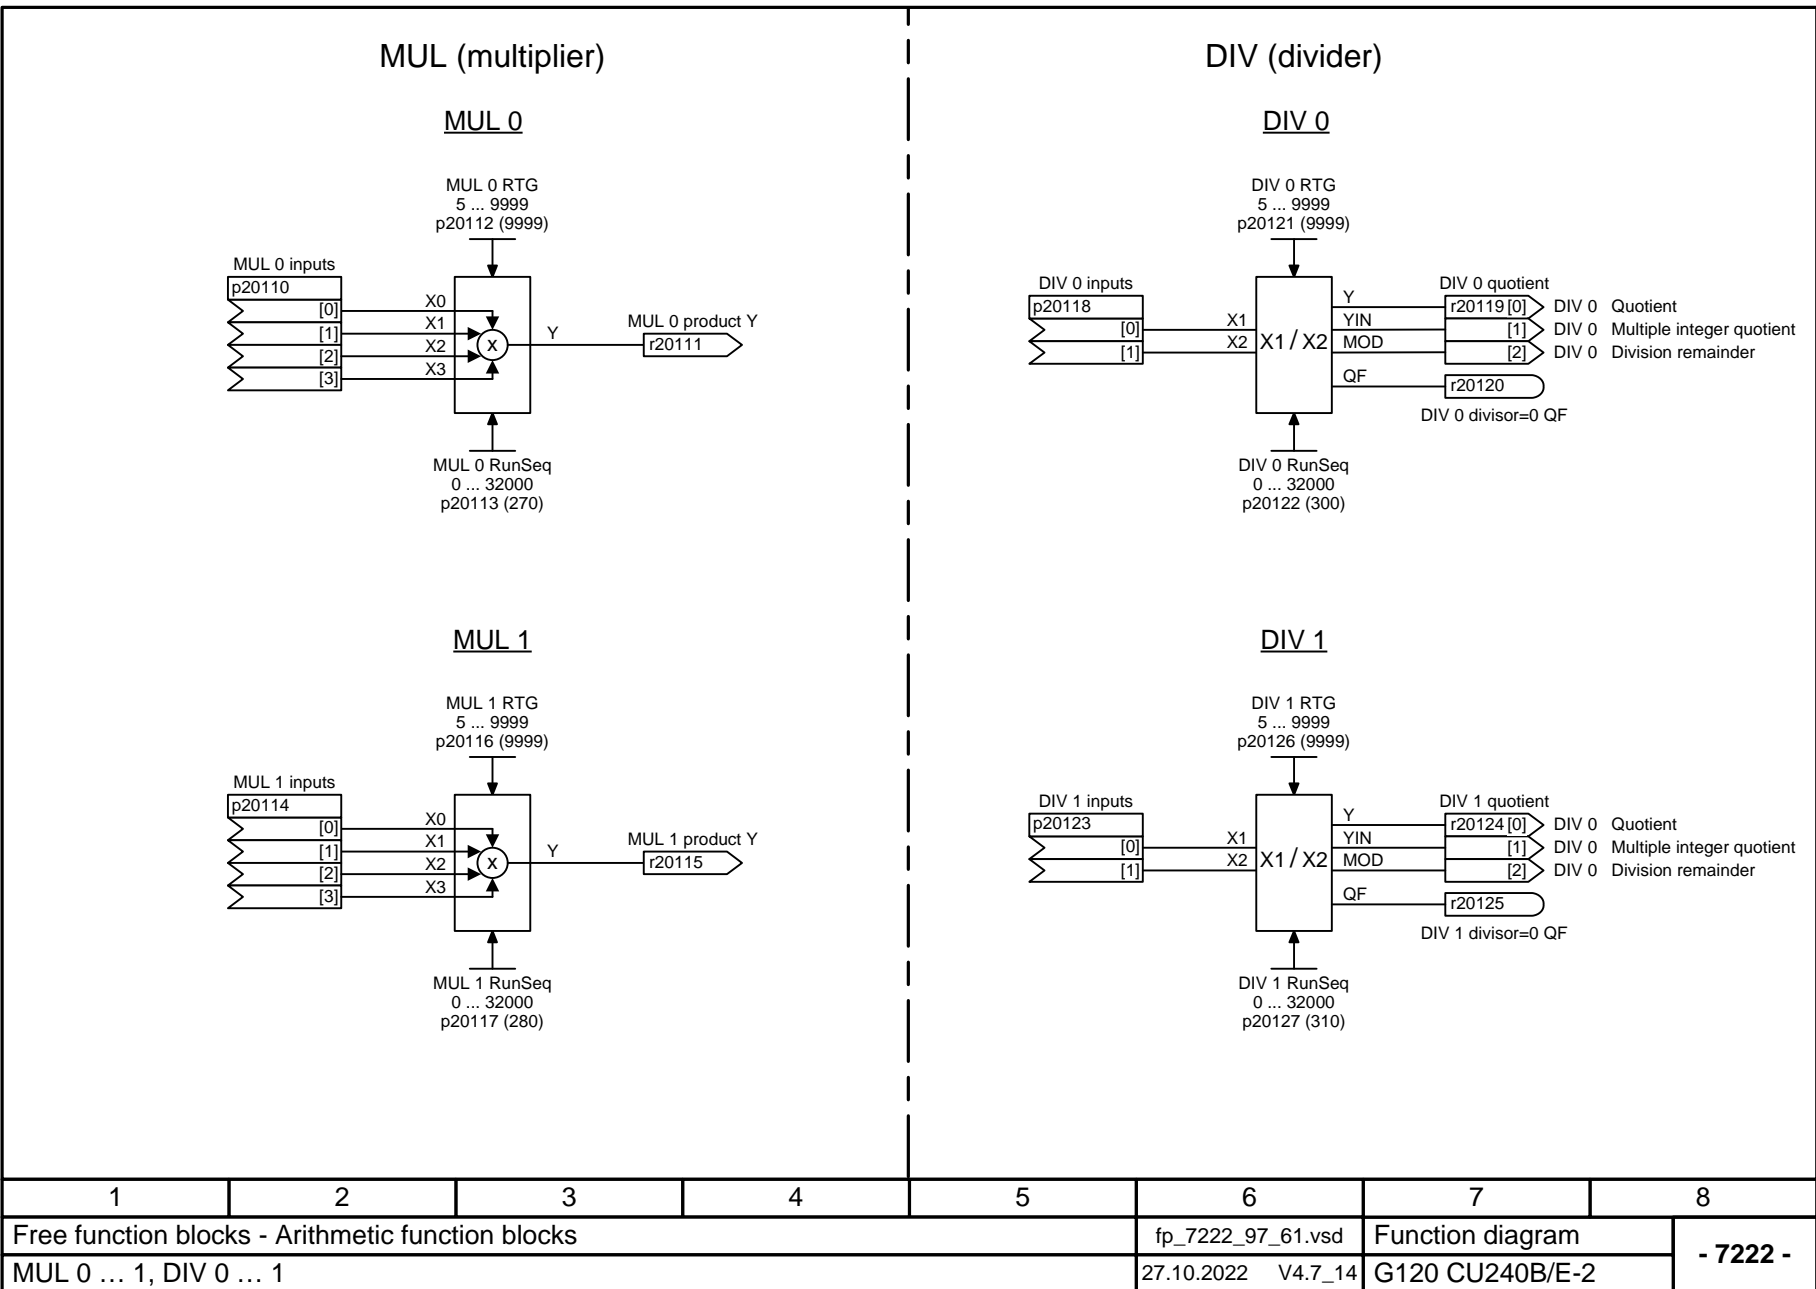 MUL (multiplier)
MUL 0
MUL 0 RTG
5 ... 9999
p20112 (9999)
MUL 0 inputs
p20110
[0] X0
[1] X1
[2] X2
[3] X3
x
Y
MUL 0 product Y
r20111
MUL 0 RunSeq
0 ... 32000
p20113 (270)
MUL 1
MUL 1 RTG
5 ... 9999
p20116 (9999)
MUL 1 inputs
p20114
[0] X0
[1] X1
[2] X2
[3] X3
x
Y
MUL 1 product Y
r20115
MUL 1 RunSeq
0 ... 32000
p20117 (280)
DIV (divider)
DIV 0
DIV 0 RTG
5 ... 9999
p20121 (9999)
DIV 0 inputs
p20118
[0] X1
[1] X2
X1 / X2
DIV 0 quotient
Y r20119 [0] DIV 0 Quotient
YIN [1] DIV 0 Multiple integer quotient
MOD [2] DIV 0 Division remainder
QF r20120
DIV 0 divisor=0 QF
DIV 0 RunSeq
0 ... 32000
p20122 (300)
DIV 1
DIV 1 RTG
5 ... 9999
p20126 (9999)
DIV 1 inputs
p20123
[0] X1
[1] X2
X1 / X2
DIV 1 quotient
Y r20124 [0] DIV 0 Quotient
YIN [1] DIV 0 Multiple integer quotient
MOD [2] DIV 0 Division remainder
QF r20125
DIV 1 divisor=0 QF
DIV 1 RunSeq
0 ... 32000
p20127 (310)
1 2 3 4 5 6 7 8
Free function blocks - Arithmetic function blocks fp_7222_97_61.vsd Function diagram
- 7222 -
MUL 0 … 1, DIV 0 … 1 27.10.2022 V4.7_14 G120 CU240B/E-2